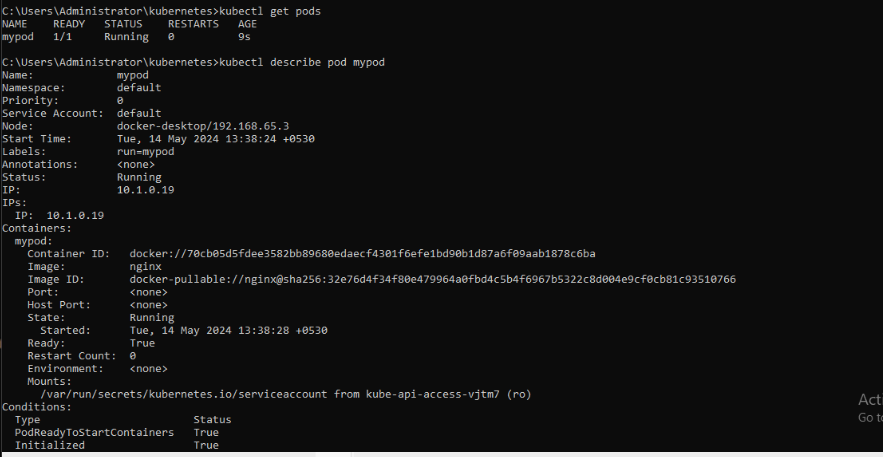 C:\Users\Administrator\kubernetes>kubectl get pods
NAME    READY   STATUS    RESTARTS   AGE
mypod   1/1     Running   0          9s
C:\Users\Administrator\kubernetes>kubectl describe pod mypod
Name:             mypod
Namespace:        default
Priority:         0
Service Account:  default
Node:             docker-desktop/192.168.65.3
Start Time:       Tue, 14 May 2024 13:38:24 +0530
Labels:           run=mypod
Annotations:      <none>
Status:           Running
IP:               10.1.0.19
IPs:
  IP:  10.1.0.19
Containers:
  mypod:
    Container ID:   docker://70cb05d5fdee3582bb89680edaecf4301f6efe1bd90b1d87a6f09aab1878c6ba
    Image:          nginx
    Image ID:       docker-pullable://nginx@sha256:32e76d4f34f80e479964a0fbd4c5b4f6967b5322c8d004e9cf0cb81c93510766
    Port:           <none>
    Host Port:      <none>
    State:          Running
      Started:      Tue, 14 May 2024 13:38:28 +0530
    Ready:          True
    Restart Count:  0
    Environment:    <none>
    Mounts:
      /var/run/secrets/kubernetes.io/serviceaccount from kube-api-access-vjtm7 (ro)
Conditions:
  Type                        Status
  PodReadyToStartContainers   True
  Initialized                 True
Acti
Go to